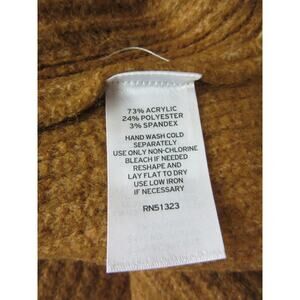 73% ACRYLIC
24% POLYESTER
3% SPANDEX
HAND WASH COLD
SEPARATELY
USE ONLY NON-CHLORINE
BLEACH IF NEEDED
RESHAPE AND
LAY FLAT TO DRY
USE LOW IRON
IF NECESSARY
RN51323